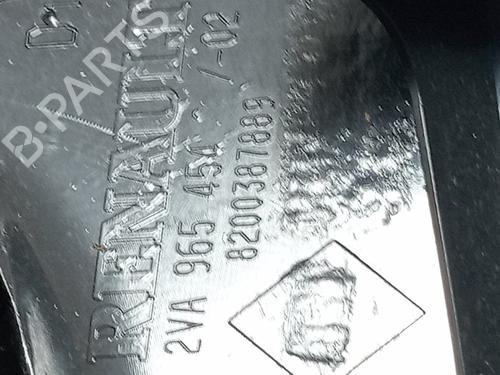 RENAULT
2VA 965 454
/-02
8200387889
B-PARTS